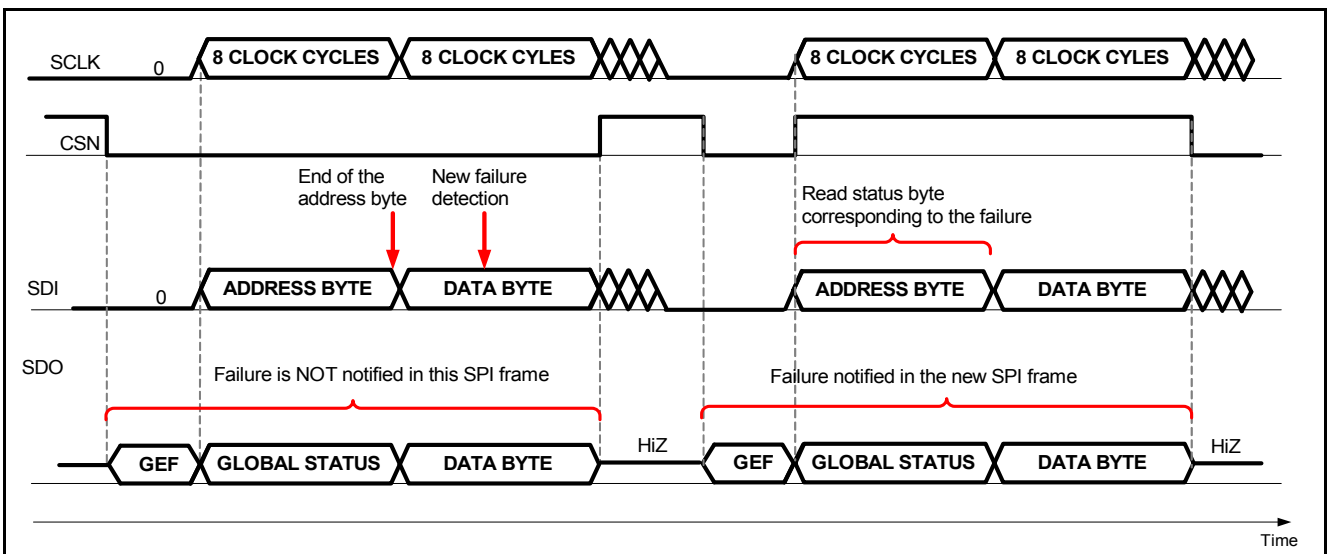 SCLK
0
8 CLOCK CYCLES
8 CLOCK CYLES
8 CLOCK CYCLES
8 CLOCK CYLES
CSN
End of the
address byte
New failure
detection
Read status byte
corresponding to the failure
SDI
0
ADDRESS BYTE
DATA BYTE
ADDRESS BYTE
DATA BYTE
SDO
Failure is NOT notified in this SPI frame
Failure notified in the new SPI frame
GEF
GLOBAL STATUS
DATA BYTE
HiZ
GEF
GLOBAL STATUS
DATA BYTE
HiZ
Time